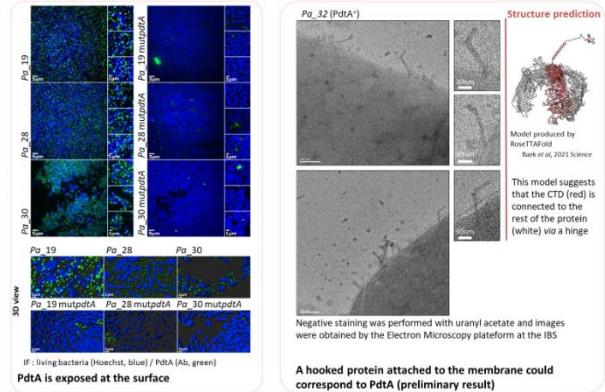 Pa_19
Pa_19 mutpdtA
Pa_28
Pa_28 mutpdtA
Pa_30
Pa_30 mutpdtA
3D view
Pa_19 Pa_28 Pa_30
Pa_19 mutpdtA Pa_28 mutpdtA Pa_30 mutpdtA
IF : living bacteria (Hoechst, blue) / PdtA (Ab, green)
PdtA is exposed at the surface
Pa_32 (PdtA⁺)
30nm
30nm
30nm
30nm
Negative staining was performed with uranyl acetate and images
were obtained by the Electron Microscopy plateform at the IBS
A hooked protein attached to the membrane could
correspond to PdtA (preliminary result)
Structure prediction
Model produced by
RoseTTAFold
Baek et al, 2021 Science
This model suggests
that the CTD (red) is
connected to the
rest of the protein
(white) via a hinge